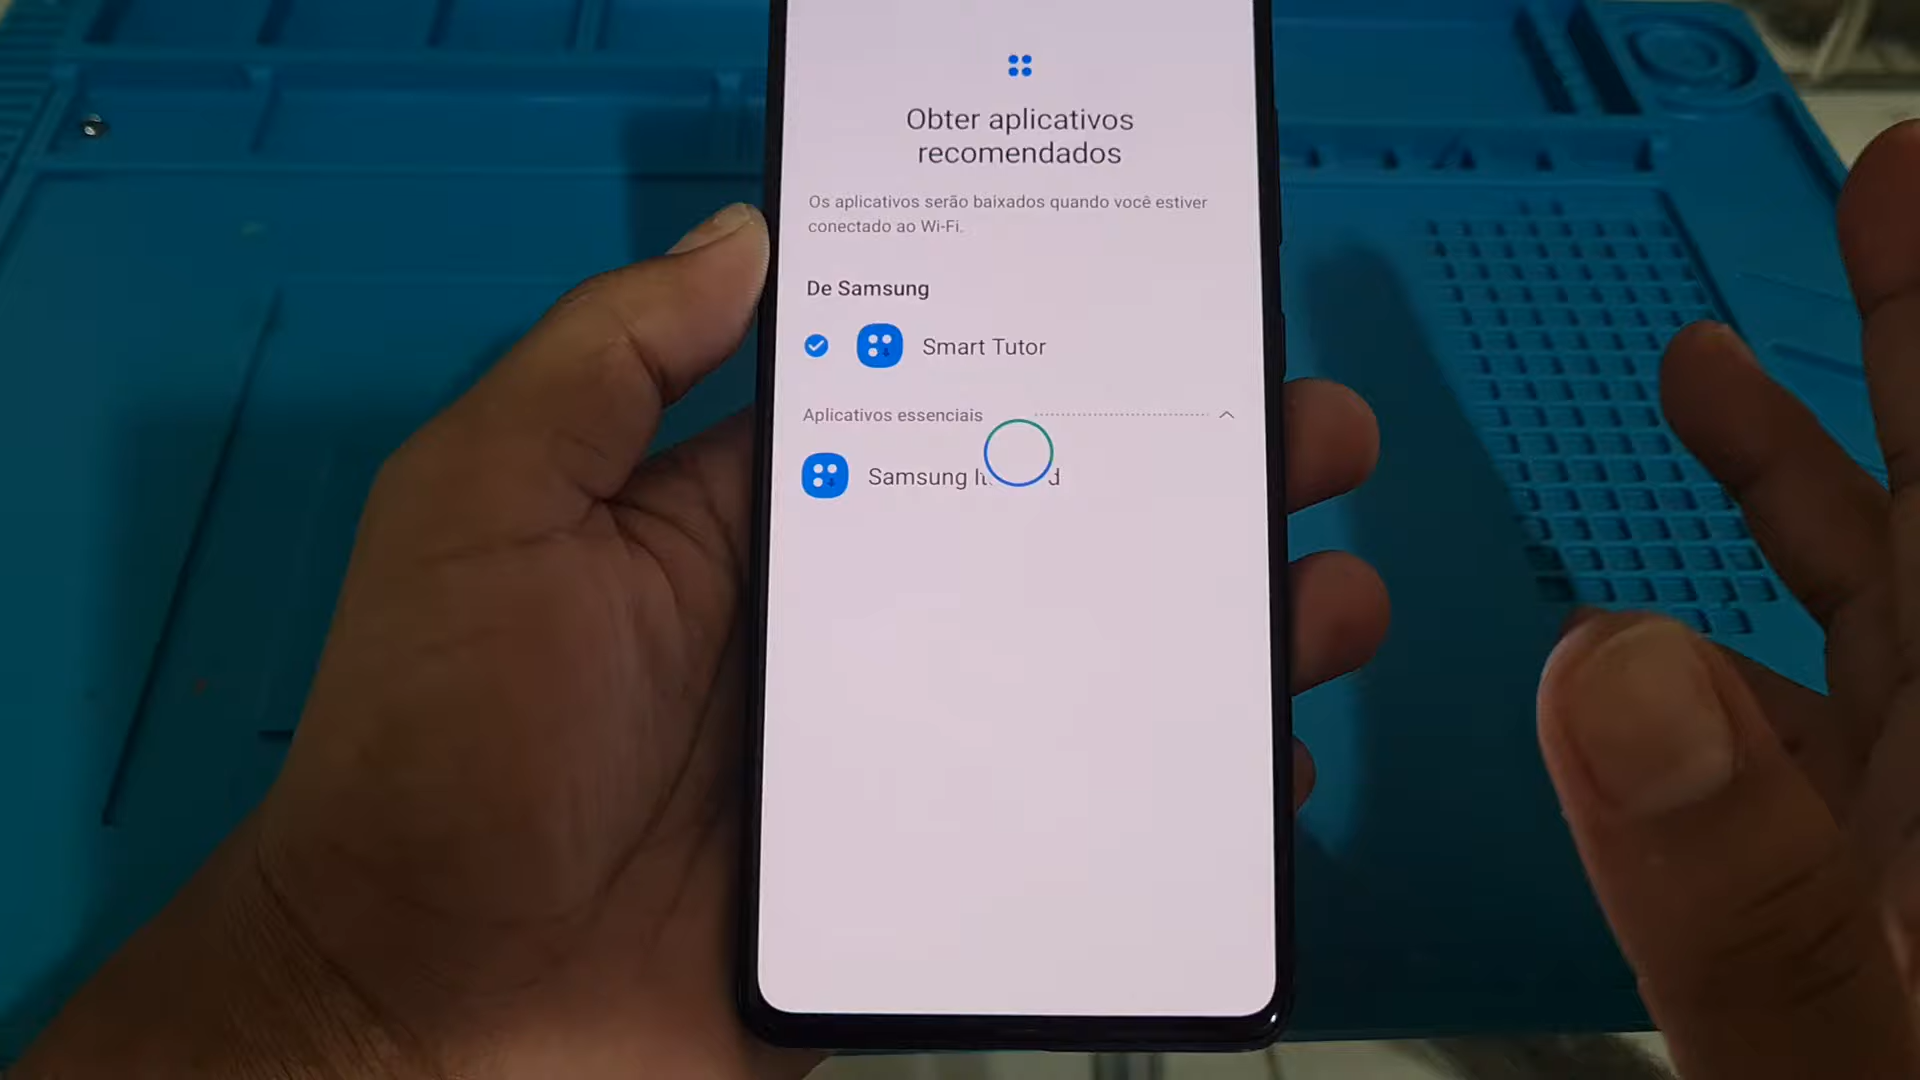 Obter aplicativos
recomendados
Os aplicativos serão baixados quando você estiver
conectado ao Wi-Fi.
De Samsung
Smart Tutor
Aplicativos essenciais
Samsung